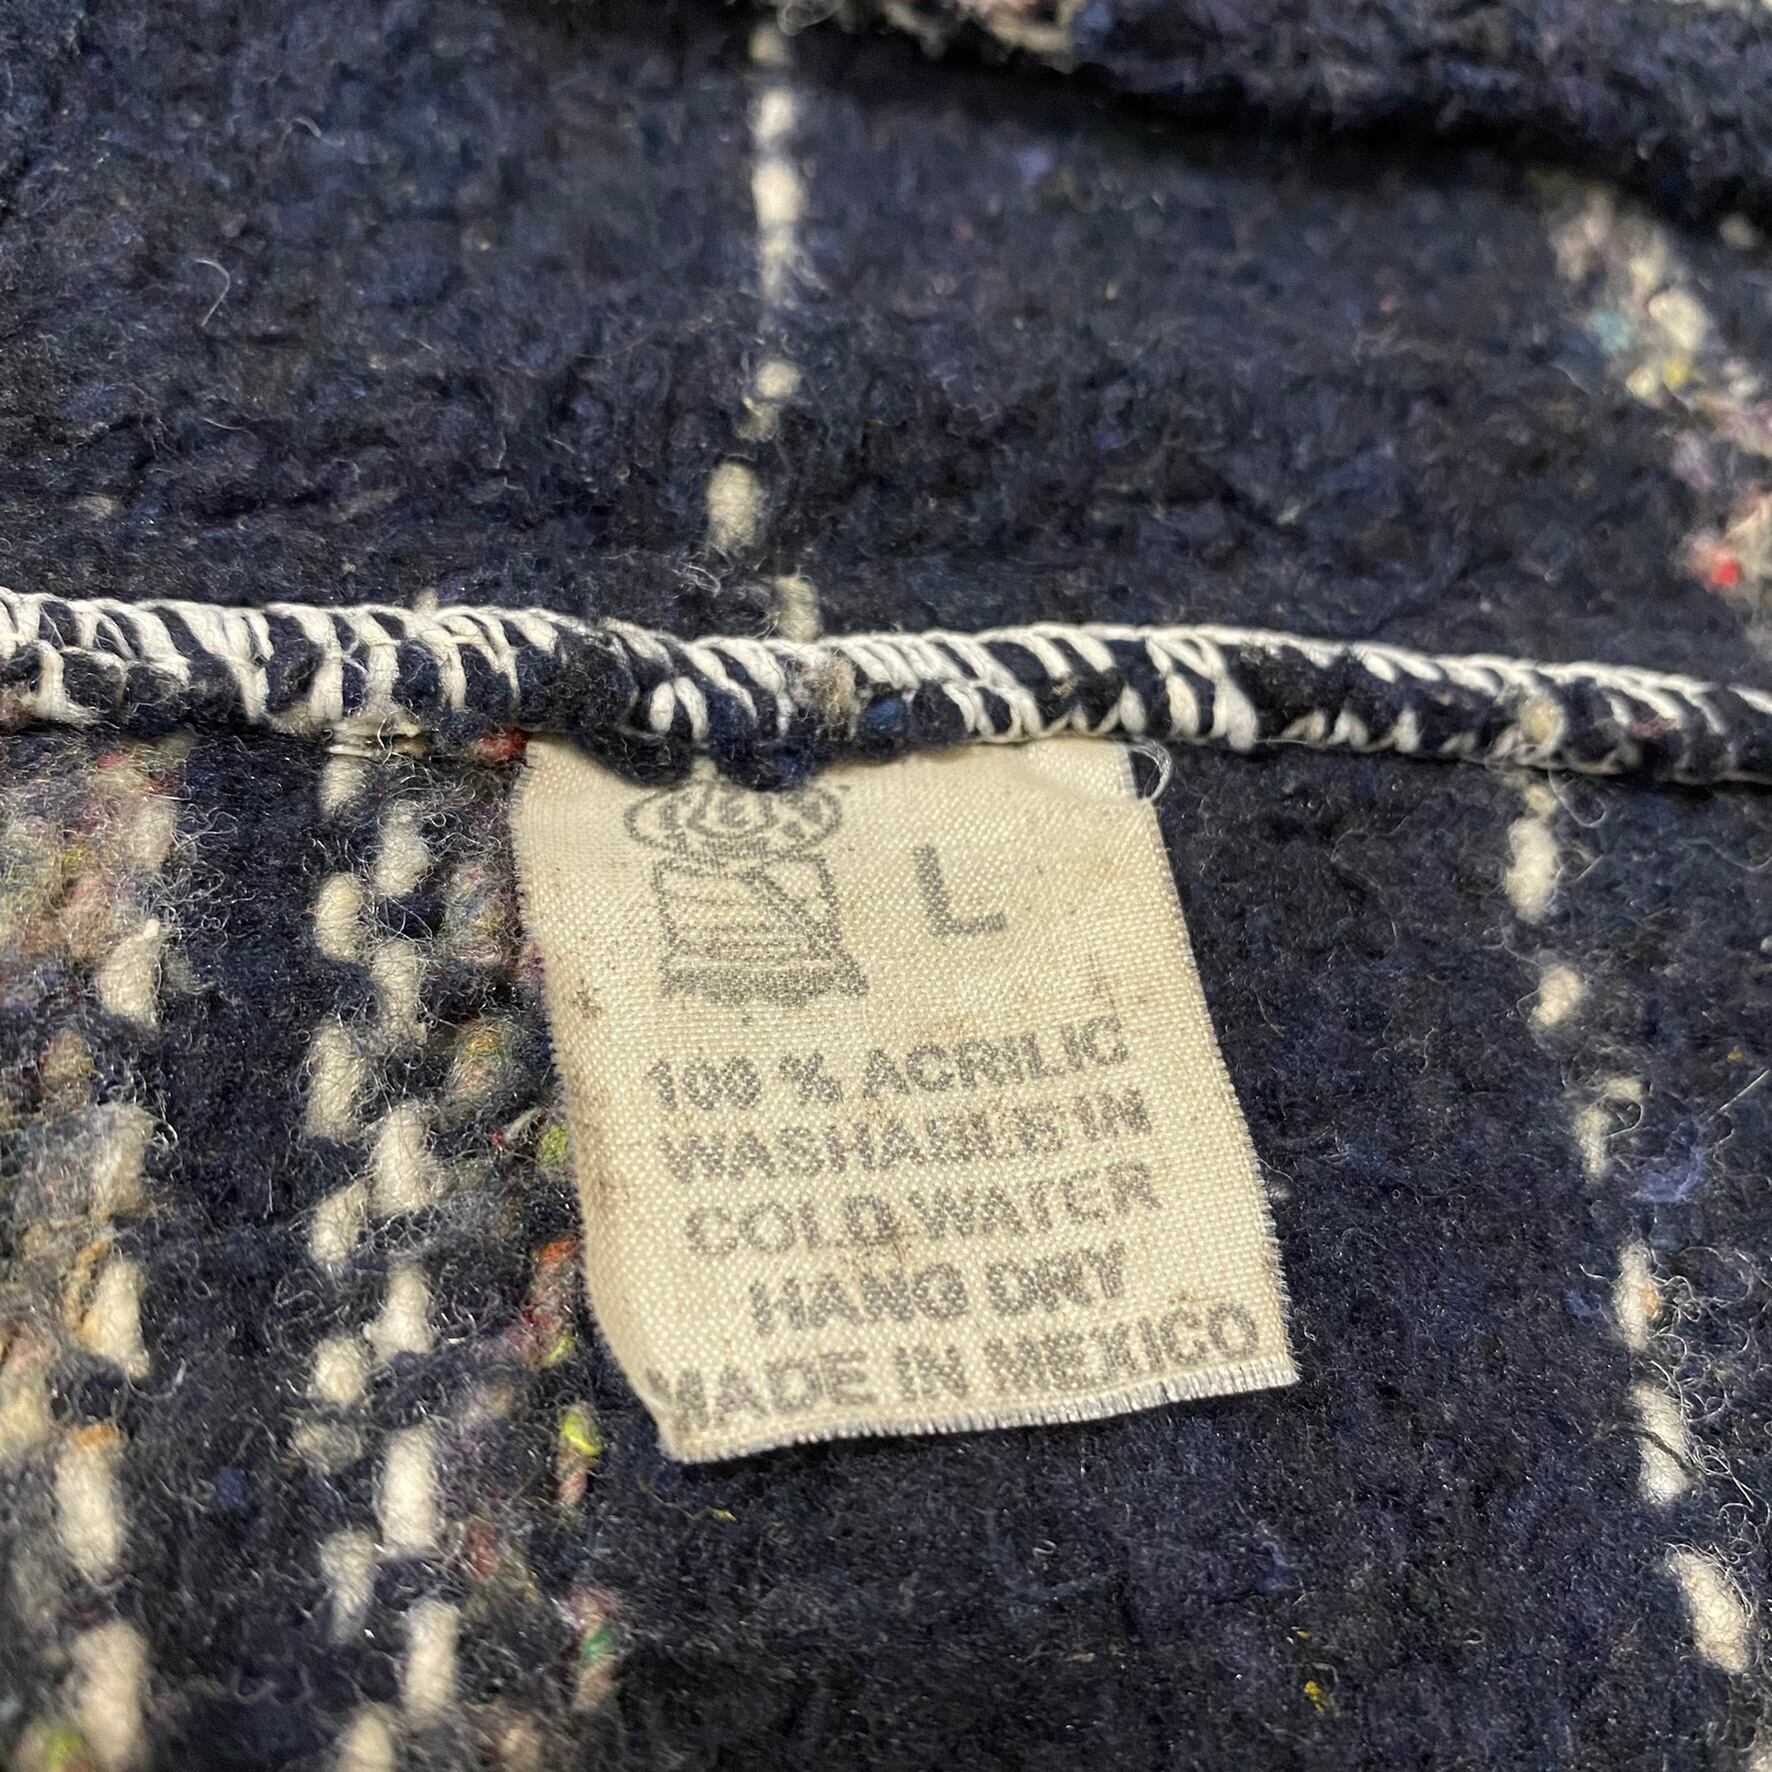 L
100 % ACRILIC
WASHABLE IN
COLD WATER
HANG DRY
MADE IN MEXICO